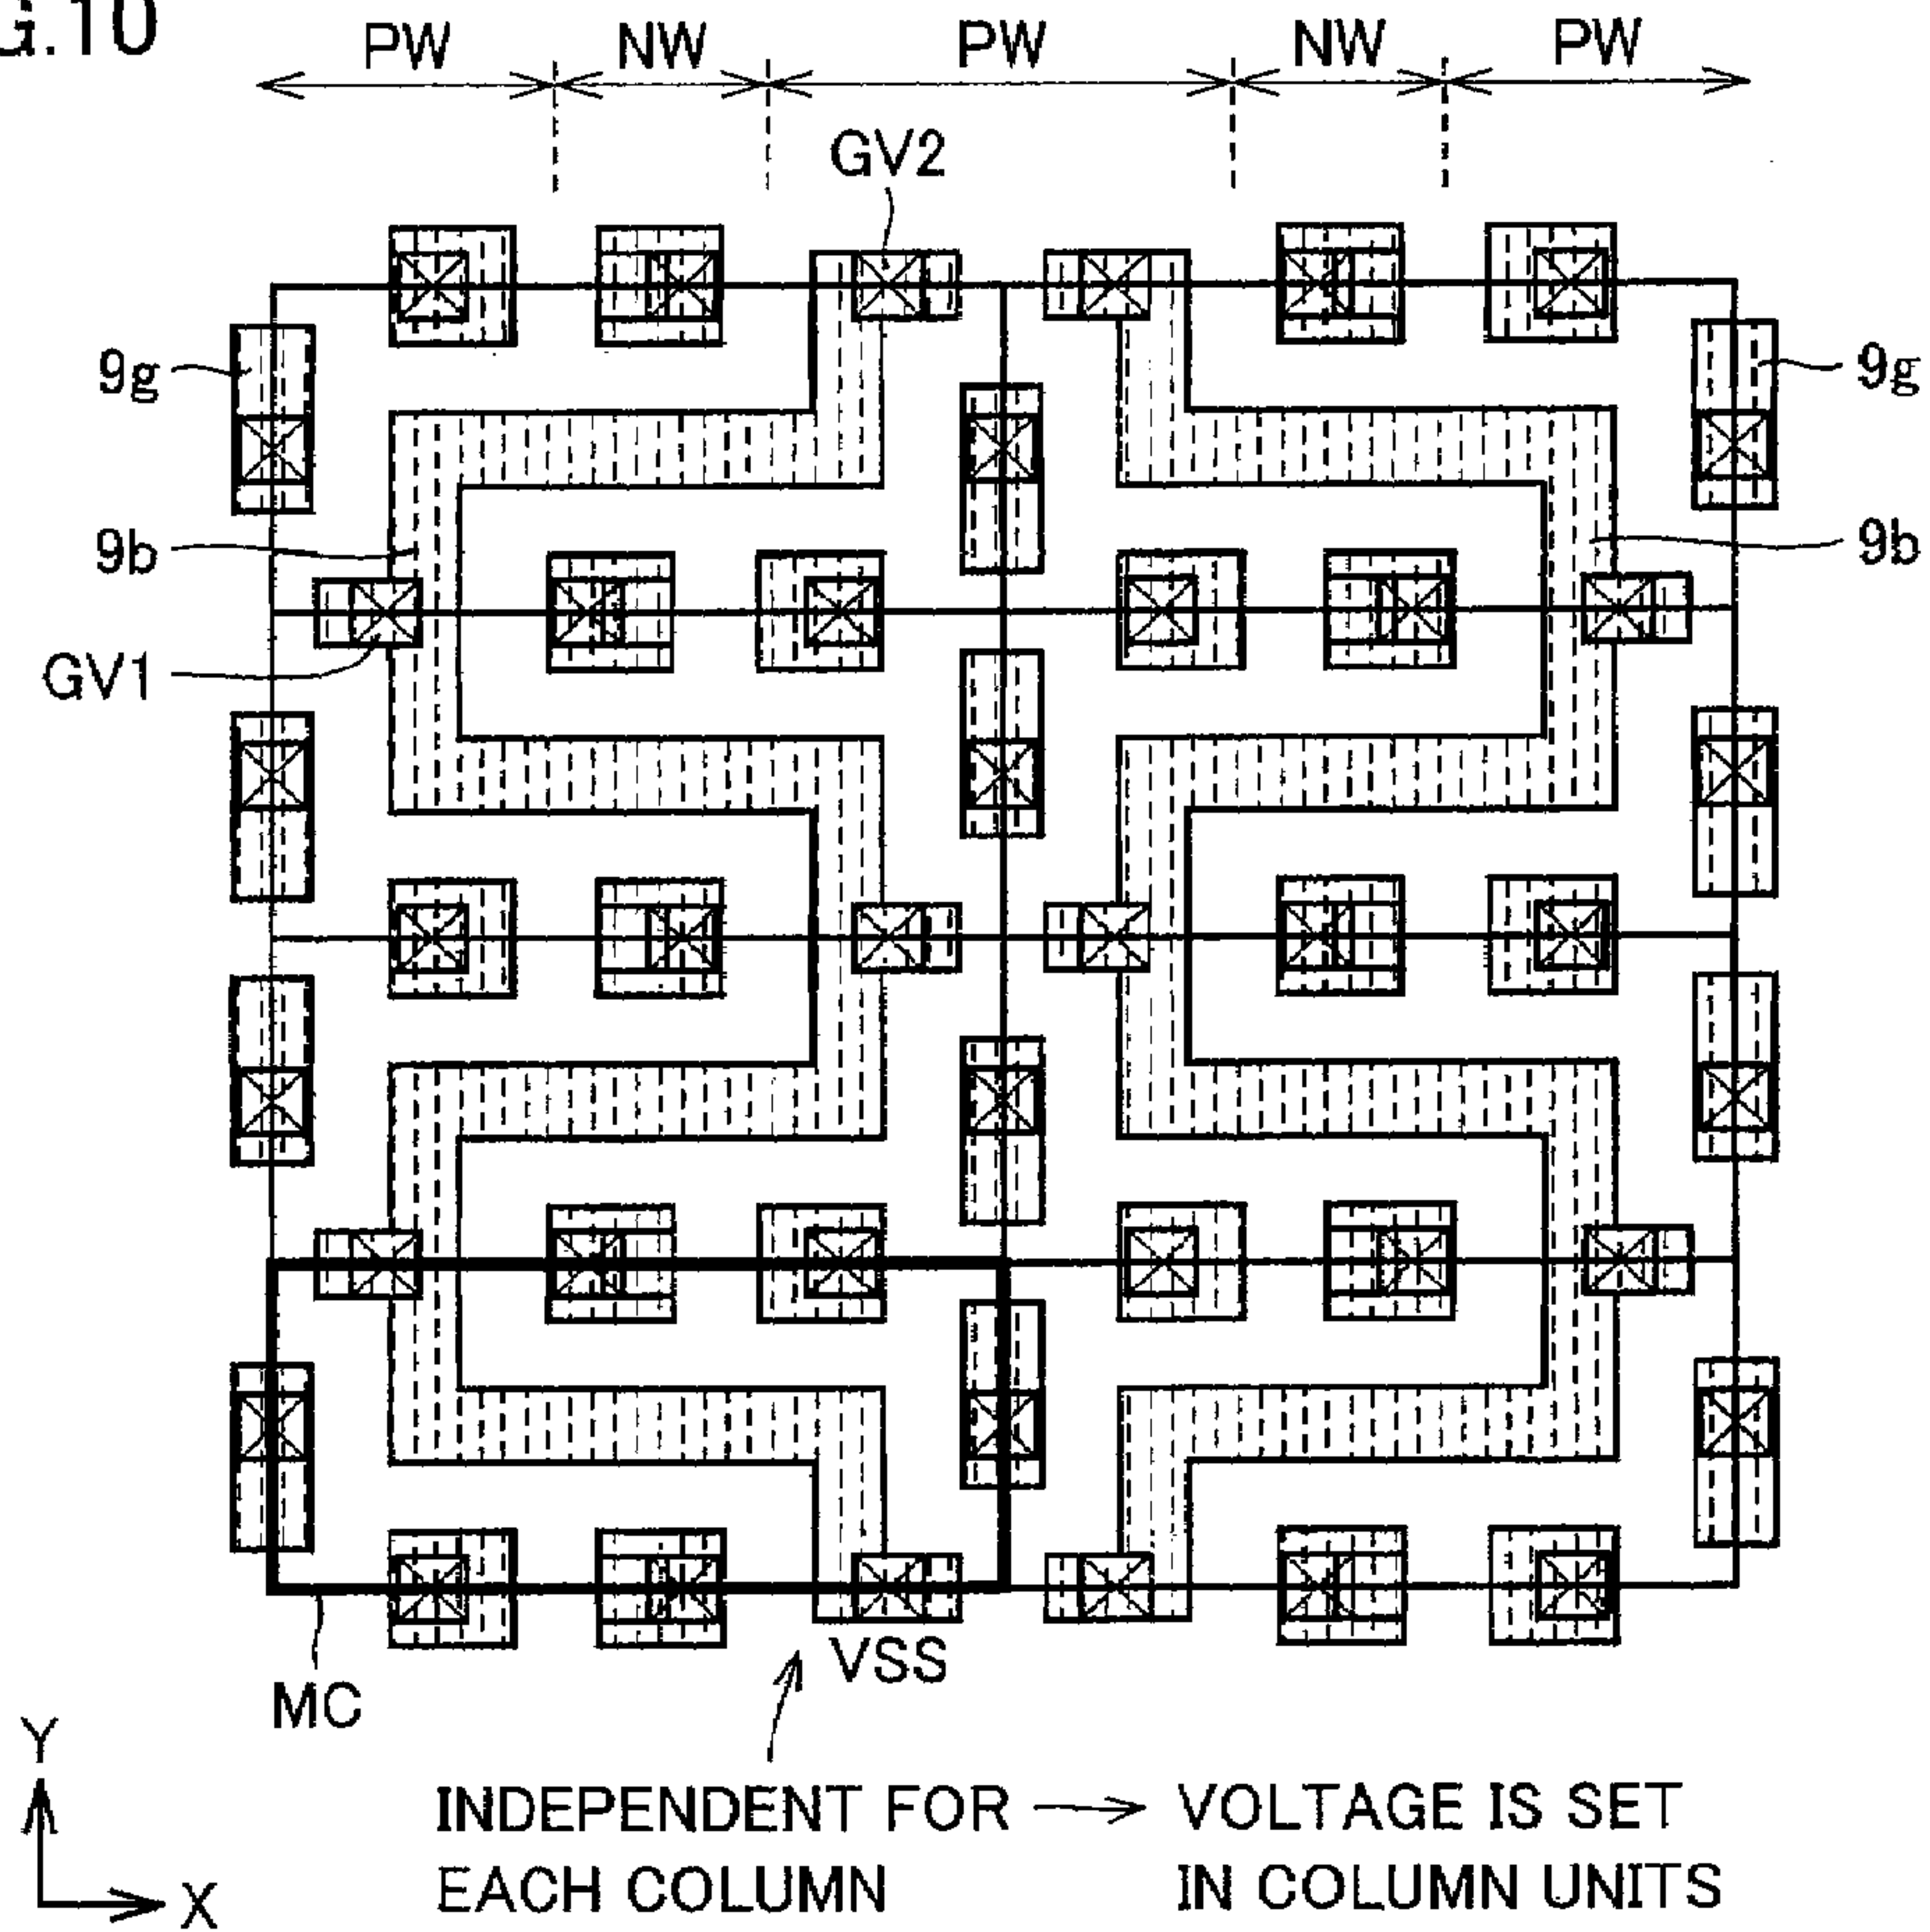 G.10
PW NW PW NW PW
GV2
9g 9g
9b 9b
GV1
VSS
MC
Y
X
INDEPENDENT FOR → VOLTAGE IS SET
EACH COLUMN IN COLUMN UNITS